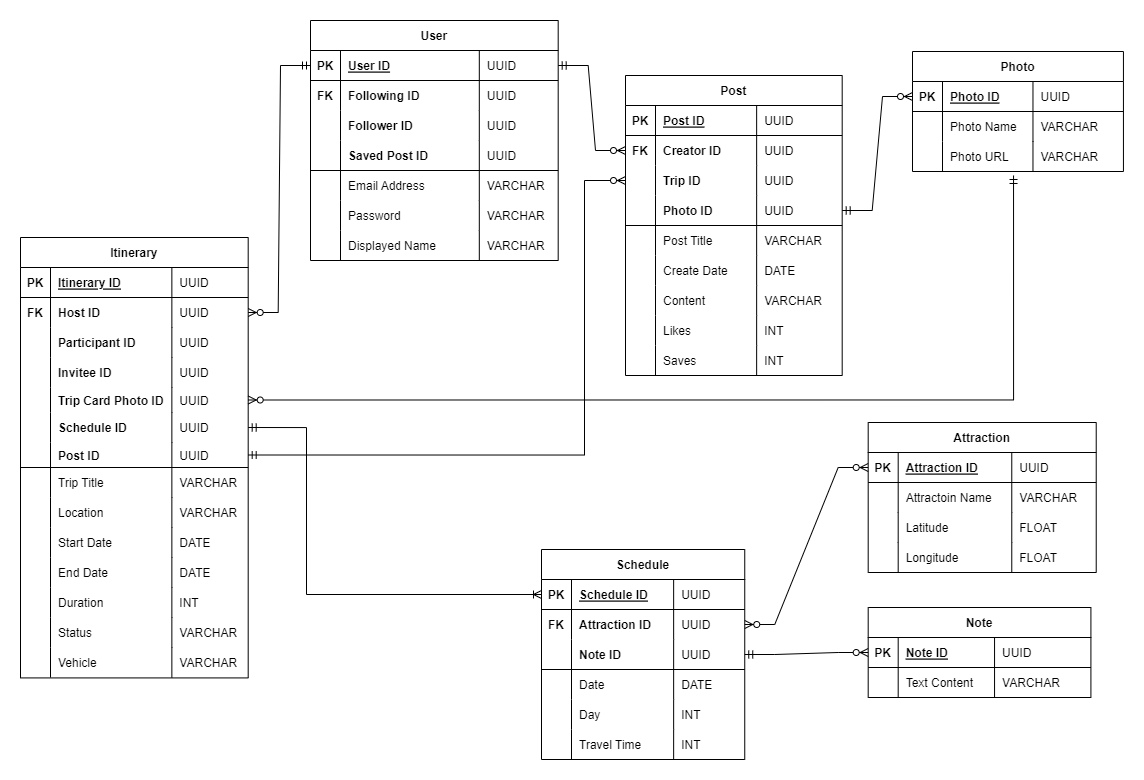 User
PK User ID UUID
FK Following ID UUID
Follower ID UUID
Saved Post ID UUID
Email Address VARCHAR
Password VARCHAR
Displayed Name VARCHAR
Post
PK Post ID UUID
FK Creator ID UUID
Trip ID UUID
Photo ID UUID
Post Title VARCHAR
Create Date DATE
Content VARCHAR
Likes INT
Saves INT
Photo
PK Photo ID UUID
Photo Name VARCHAR
Photo URL VARCHAR
Itinerary
PK Itinerary ID UUID
FK Host ID UUID
Participant ID UUID
Invitee ID UUID
Trip Card Photo ID UUID
Schedule ID UUID
Post ID UUID
Trip Title VARCHAR
Location VARCHAR
Start Date DATE
End Date DATE
Duration INT
Status VARCHAR
Vehicle VARCHAR
Attraction
PK Attraction ID UUID
Attractoin Name VARCHAR
Latitude FLOAT
Longitude FLOAT
Schedule
PK Schedule ID UUID
FK Attraction ID UUID
Note ID UUID
Date DATE
Day INT
Travel Time INT
Note
PK Note ID UUID
Text Content VARCHAR